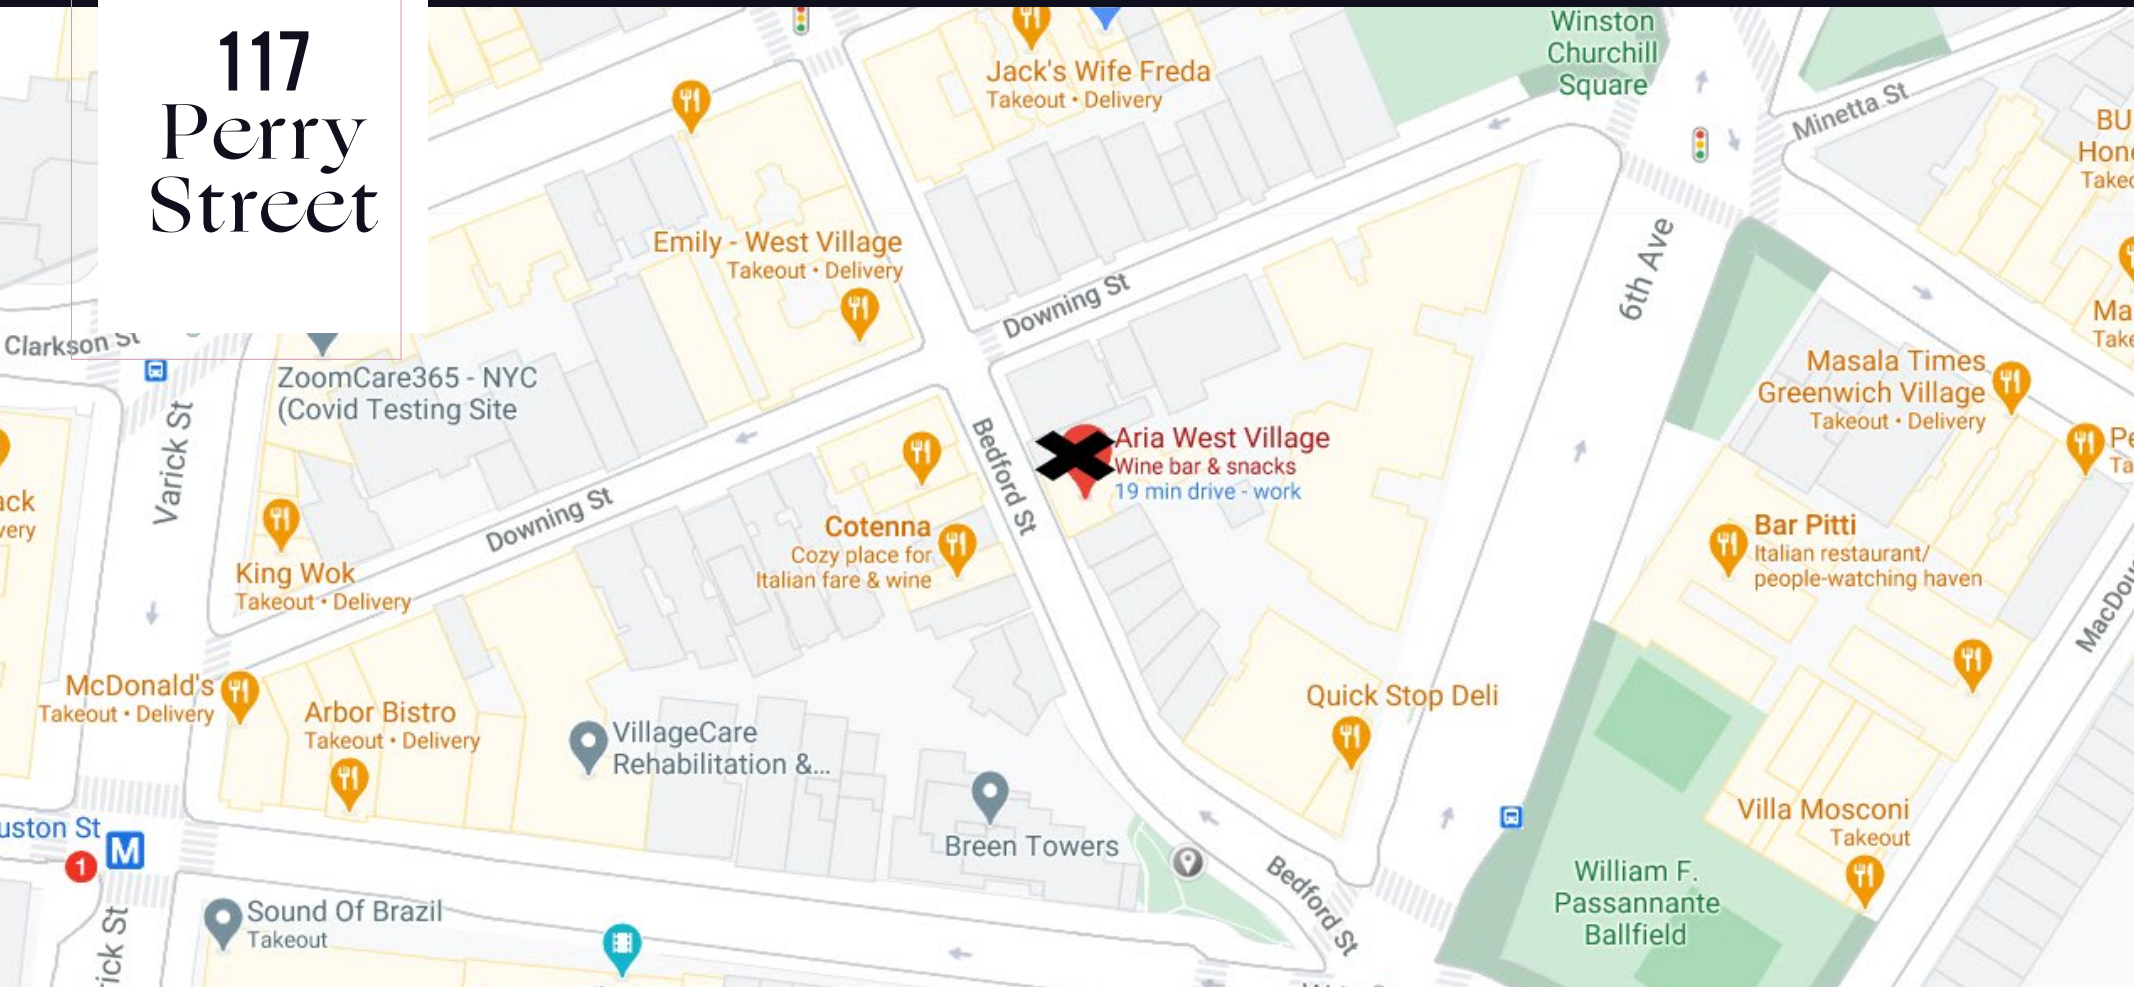 117
Perry
Street
Winston
Churchill
Square
Jack's Wife Freda
Takeout • Delivery
Minetta St
Emily - West Village
Takeout • Delivery
Downing St
6th Ave
Clarkson St
ZoomCare365 - NYC
(Covid Testing Site
Varick St
Masala Times
Greenwich Village
Takeout • Delivery
Bedford St
Aria West Village
Wine bar & snacks
19 min drive - work
Downing St
Cotenna
Cozy place for
Italian fare & wine
Bar Pitti
Italian restaurant/
people-watching haven
King Wok
Takeout • Delivery
McDonald's
Takeout • Delivery
Arbor Bistro
Takeout • Delivery
Quick Stop Deli
VillageCare
Rehabilitation &...
Villa Mosconi
Takeout
uston St
M
1
Breen Towers
Bedford St
William F.
Passannante
Ballfield
Sound Of Brazil
Takeout
rick St